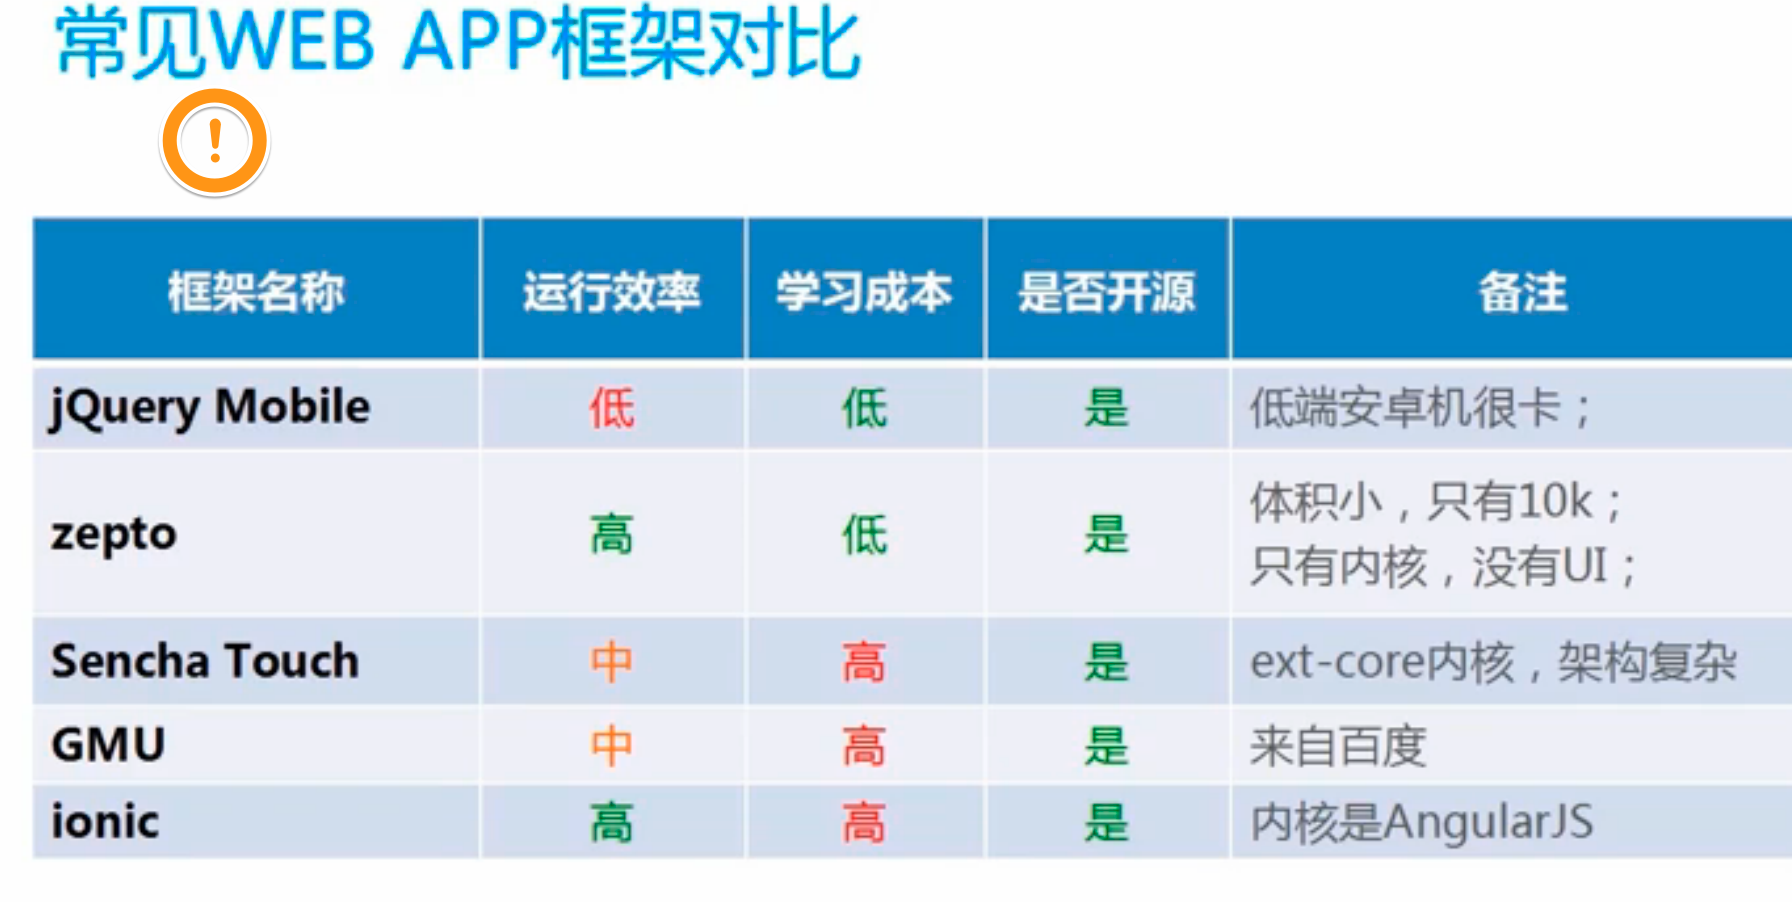 常见WEB APP框架对比
!
框架名称 运行效率 学习成本 是否开源 备注
jQuery Mobile 低 低 是 低端安卓机很卡；
zepto 高 低 是 体积小，只有10k；
只有内核，没有UI；
Sencha Touch 中 高 是 ext-core内核，架构复杂
GMU 中 高 是 来自百度
ionic 高 高 是 内核是AngularJS